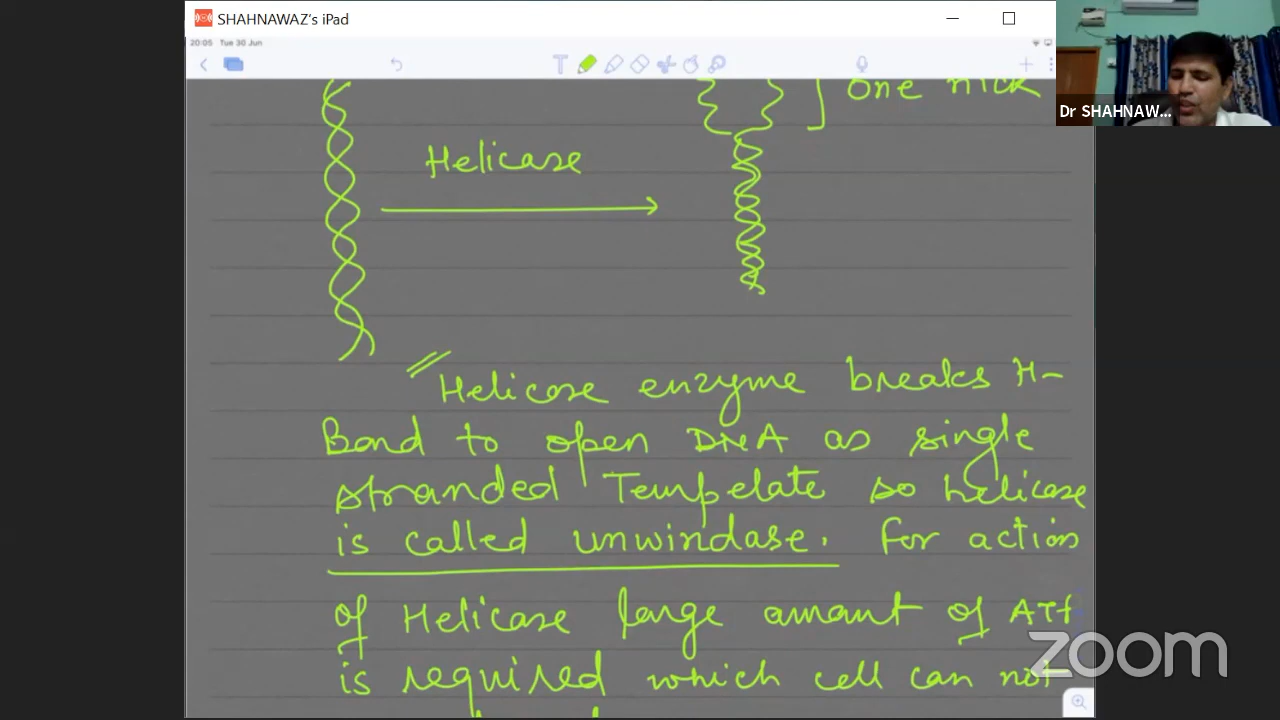 SHAHNAWAZ's iPad
20:05 Tue 30 Jun
One nick
Helicase
Dr SHAHNAW...
Helicase enzyme breaks H-
Bond to open DNA as single
stranded Tempelate so helicase
is called unwindase. For action
of Helicase large amount of ATP
is required which cell can not
zoom